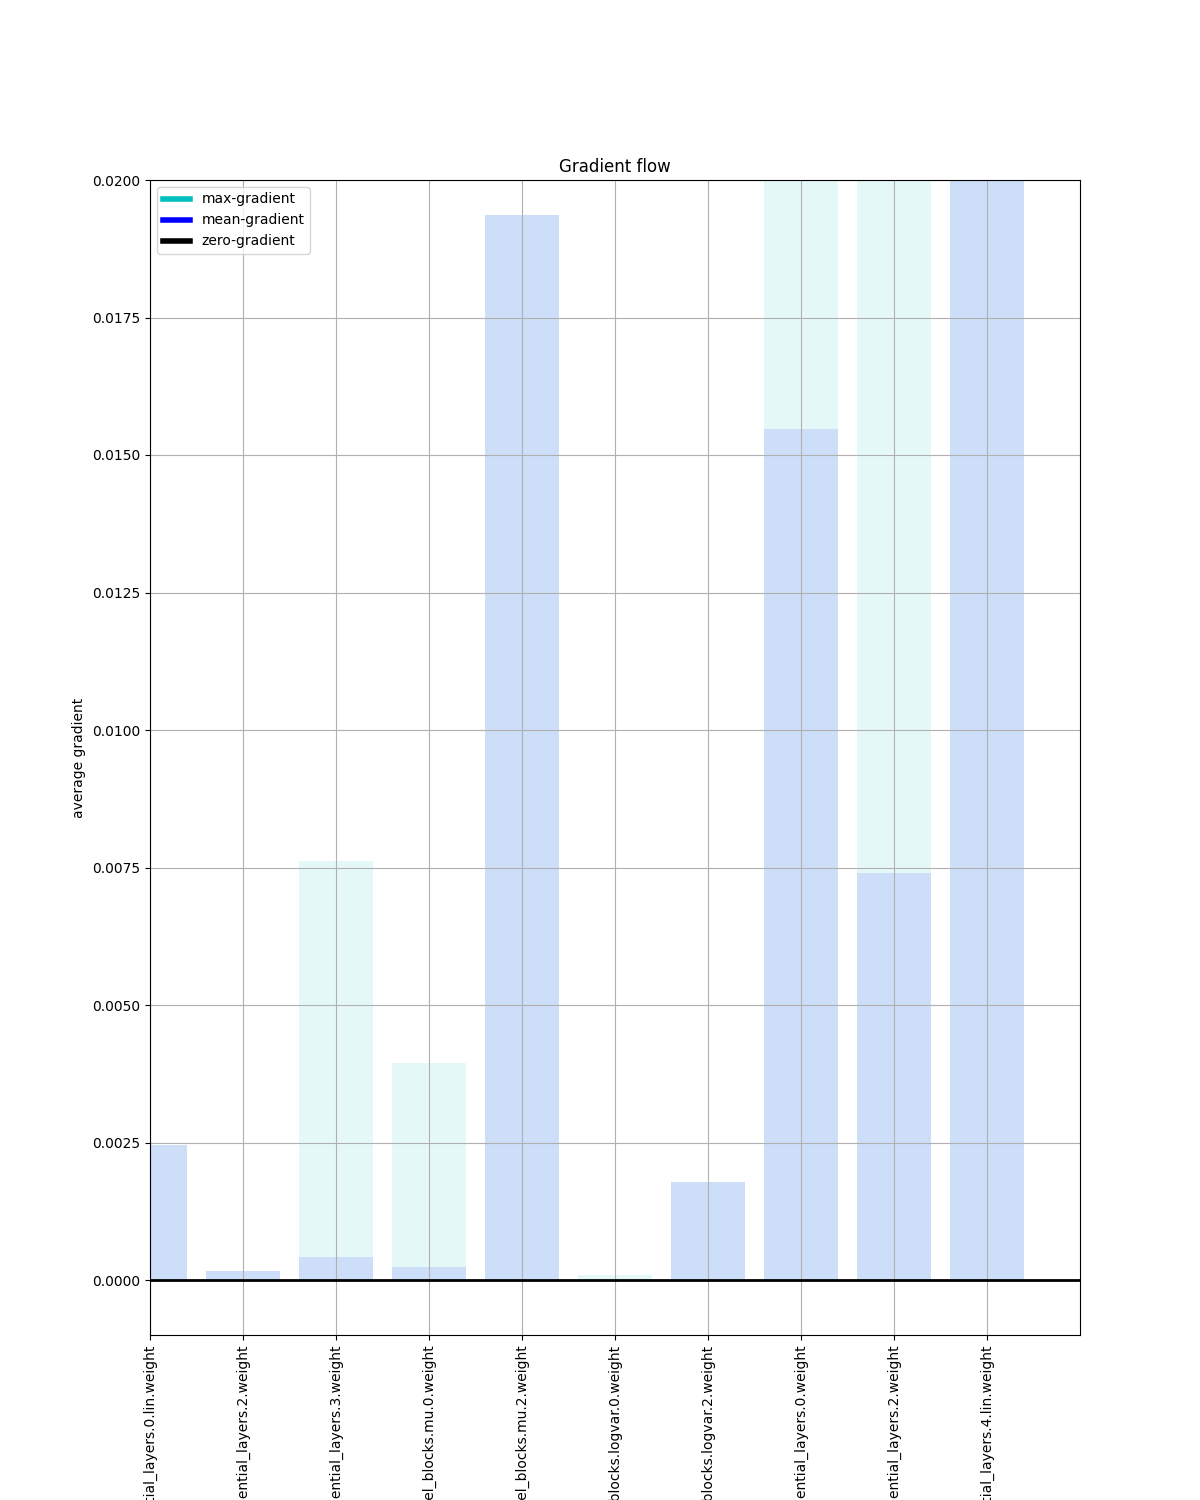 Gradient flow
max-gradient
mean-gradient
zero-gradient
average gradient
0.0200
0.0175
0.0150
0.0125
0.0100
0.0075
0.0050
0.0025
0.0000
tial_layers.0.lin.weight
ential_layers.2.weight
ential_layers.3.weight
el_blocks.mu.0.weight
el_blocks.mu.2.weight
blocks.logvar.0.weight
blocks.logvar.2.weight
ential_layers.0.weight
ential_layers.2.weight
tial_layers.4.lin.weight